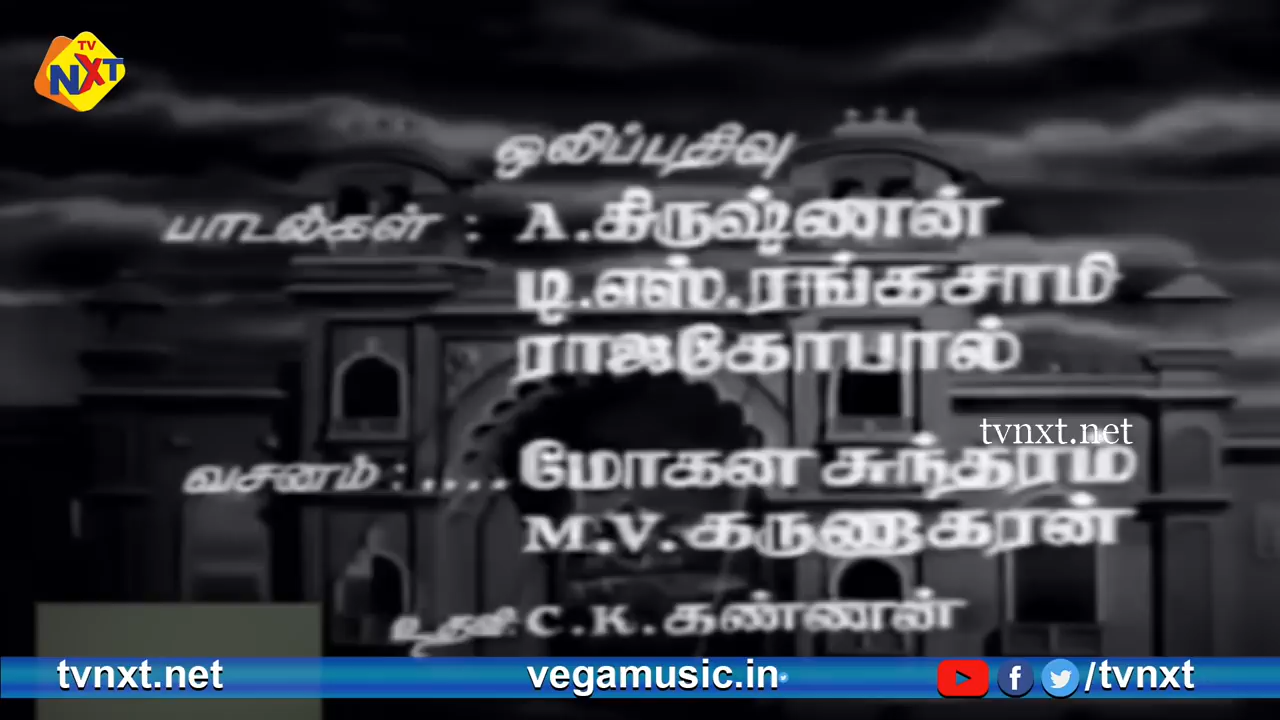 TV
NXT
ஒலிப்பதிவு
பாடல்கள் : A.கிருஷ்ணன்
டி.எஸ்.ரங்கசாமி
ராஜகோபால்
tvnxt.net
வசனம்:.... மோகன சுந்தரம்
M.V.கருணாகரன்
உதவி: C.K.கண்ணன்
tvnxt.net vegamusic.in /tvnxt